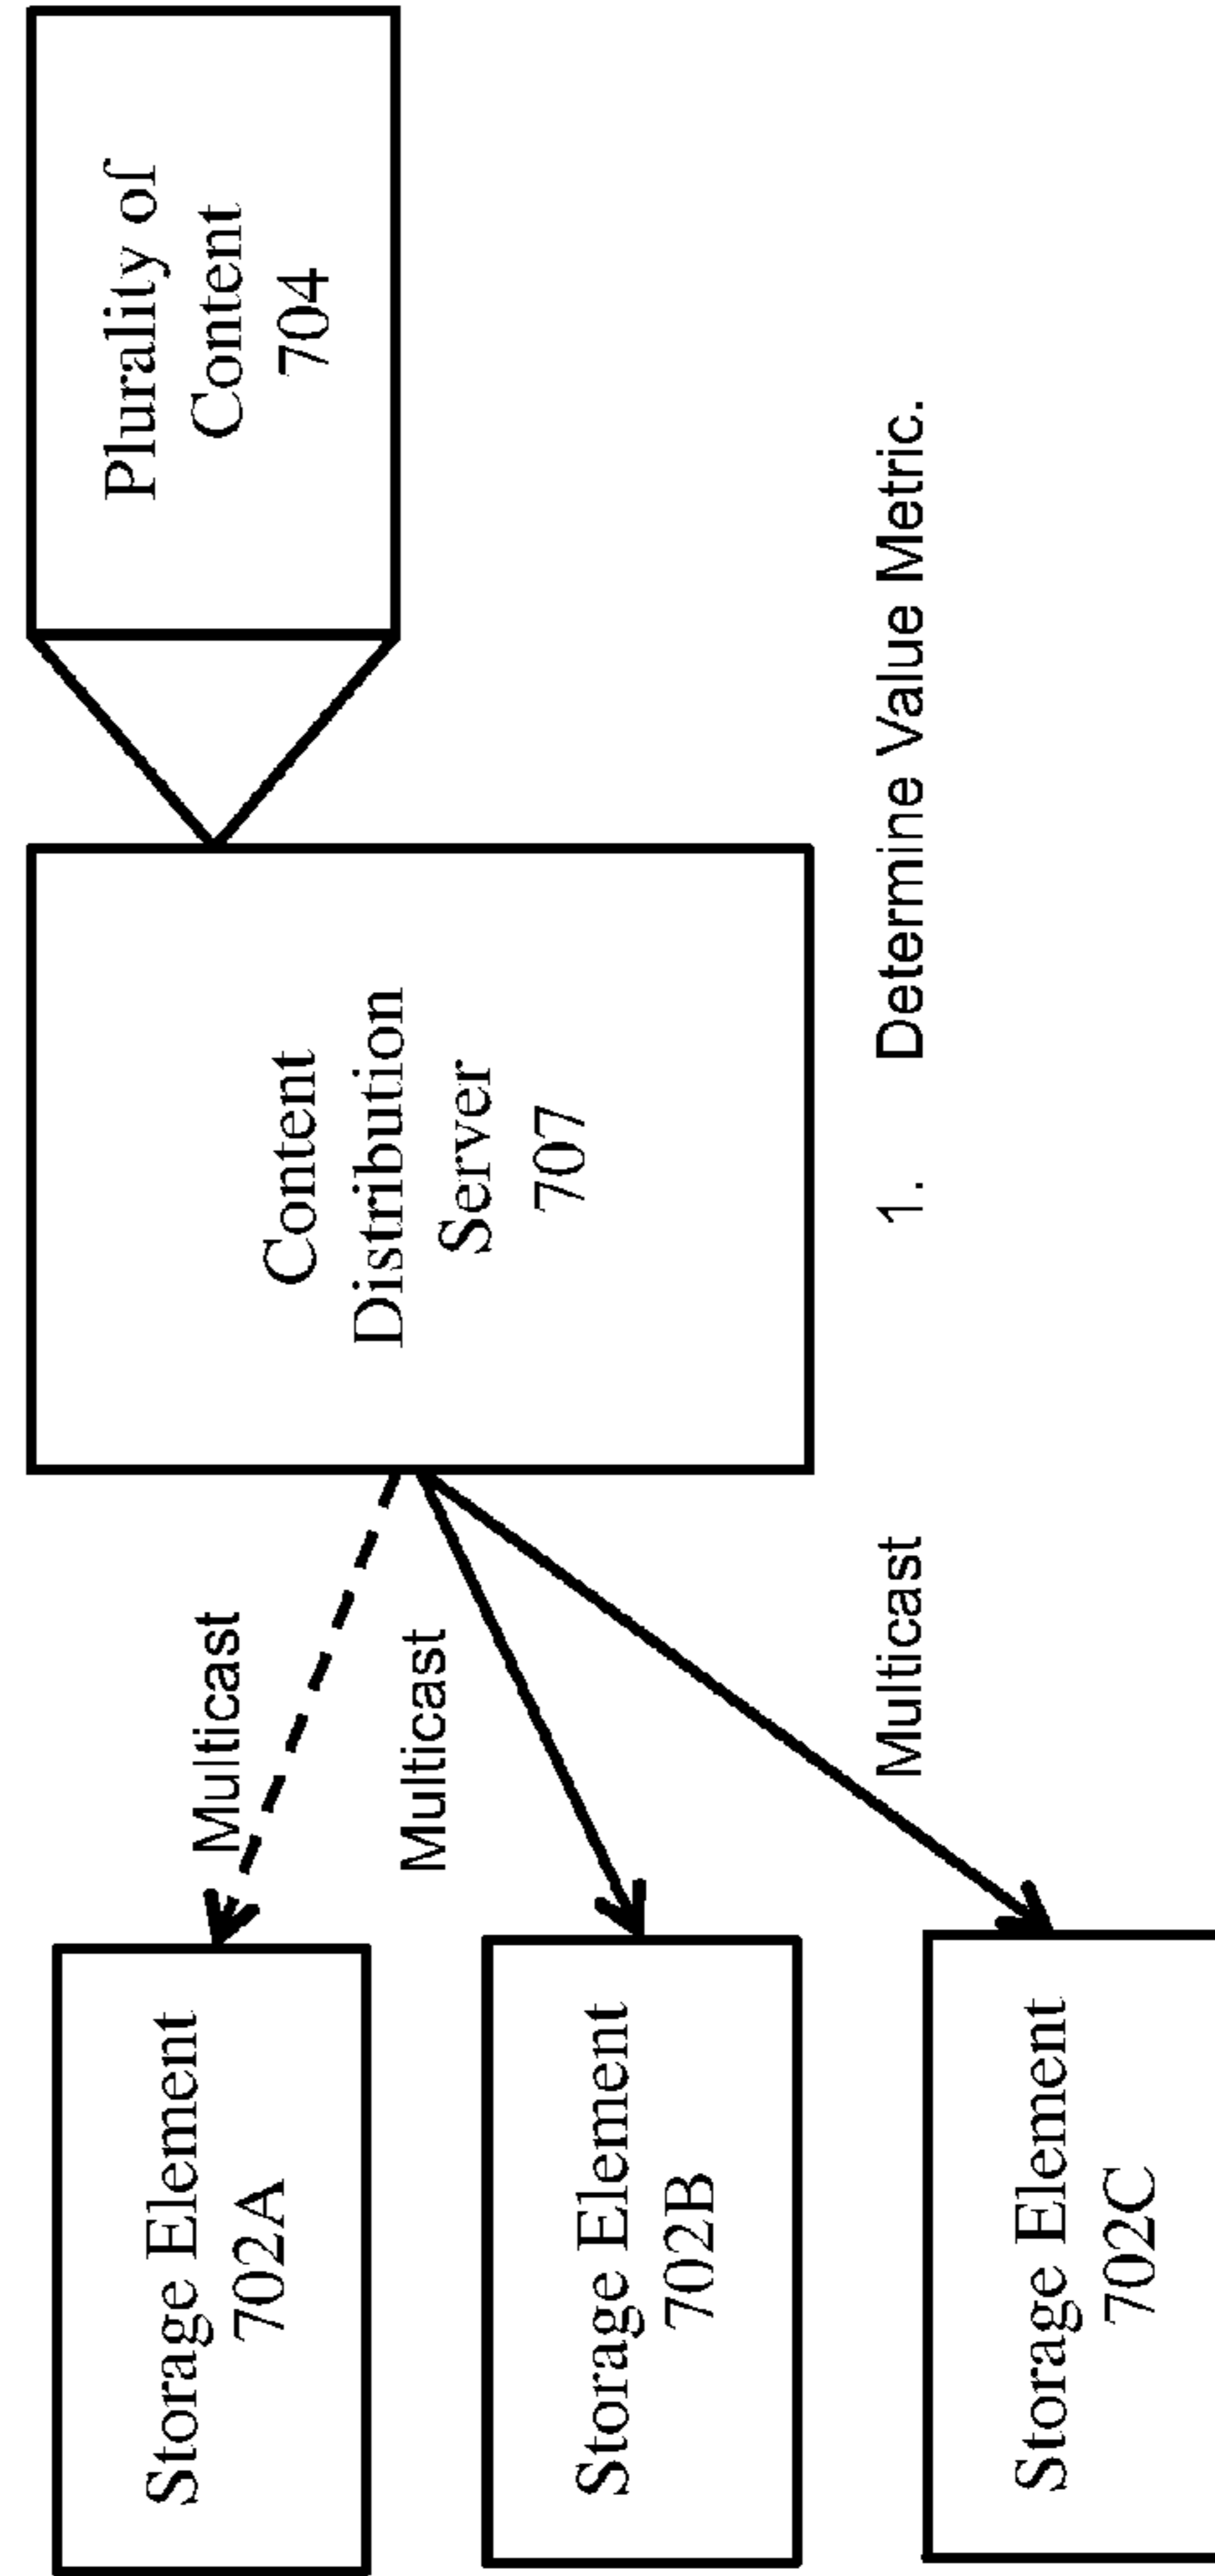 Storage Element
702A
Storage Element
702B
Storage Element
702C
Multicast
Multicast
Multicast
Content
Distribution
Server
707
1. Determine Value Metric.
Plurality of
Content
704